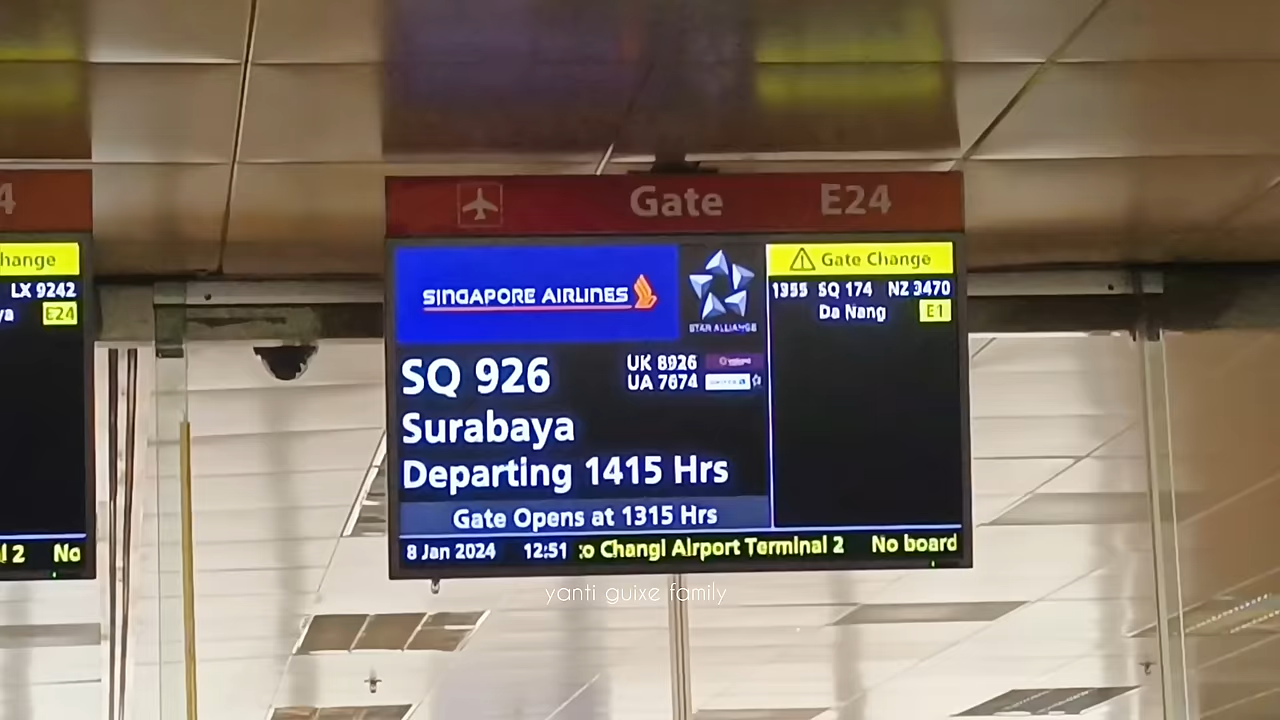 4
hange
LX 9242
ya E24
l 2 No
Gate E24
SINGAPORE AIRLINES
STAR ALLIANCE
SQ 926
UK 8926
UA 7674
Surabaya
Departing 1415 Hrs
Gate Opens at 1315 Hrs
8 Jan 2024 12:51 :o Changi Airport Terminal 2 No board
Gate Change
1355 SQ 174 NZ 3470
Da Nang E1
yanti guixe family